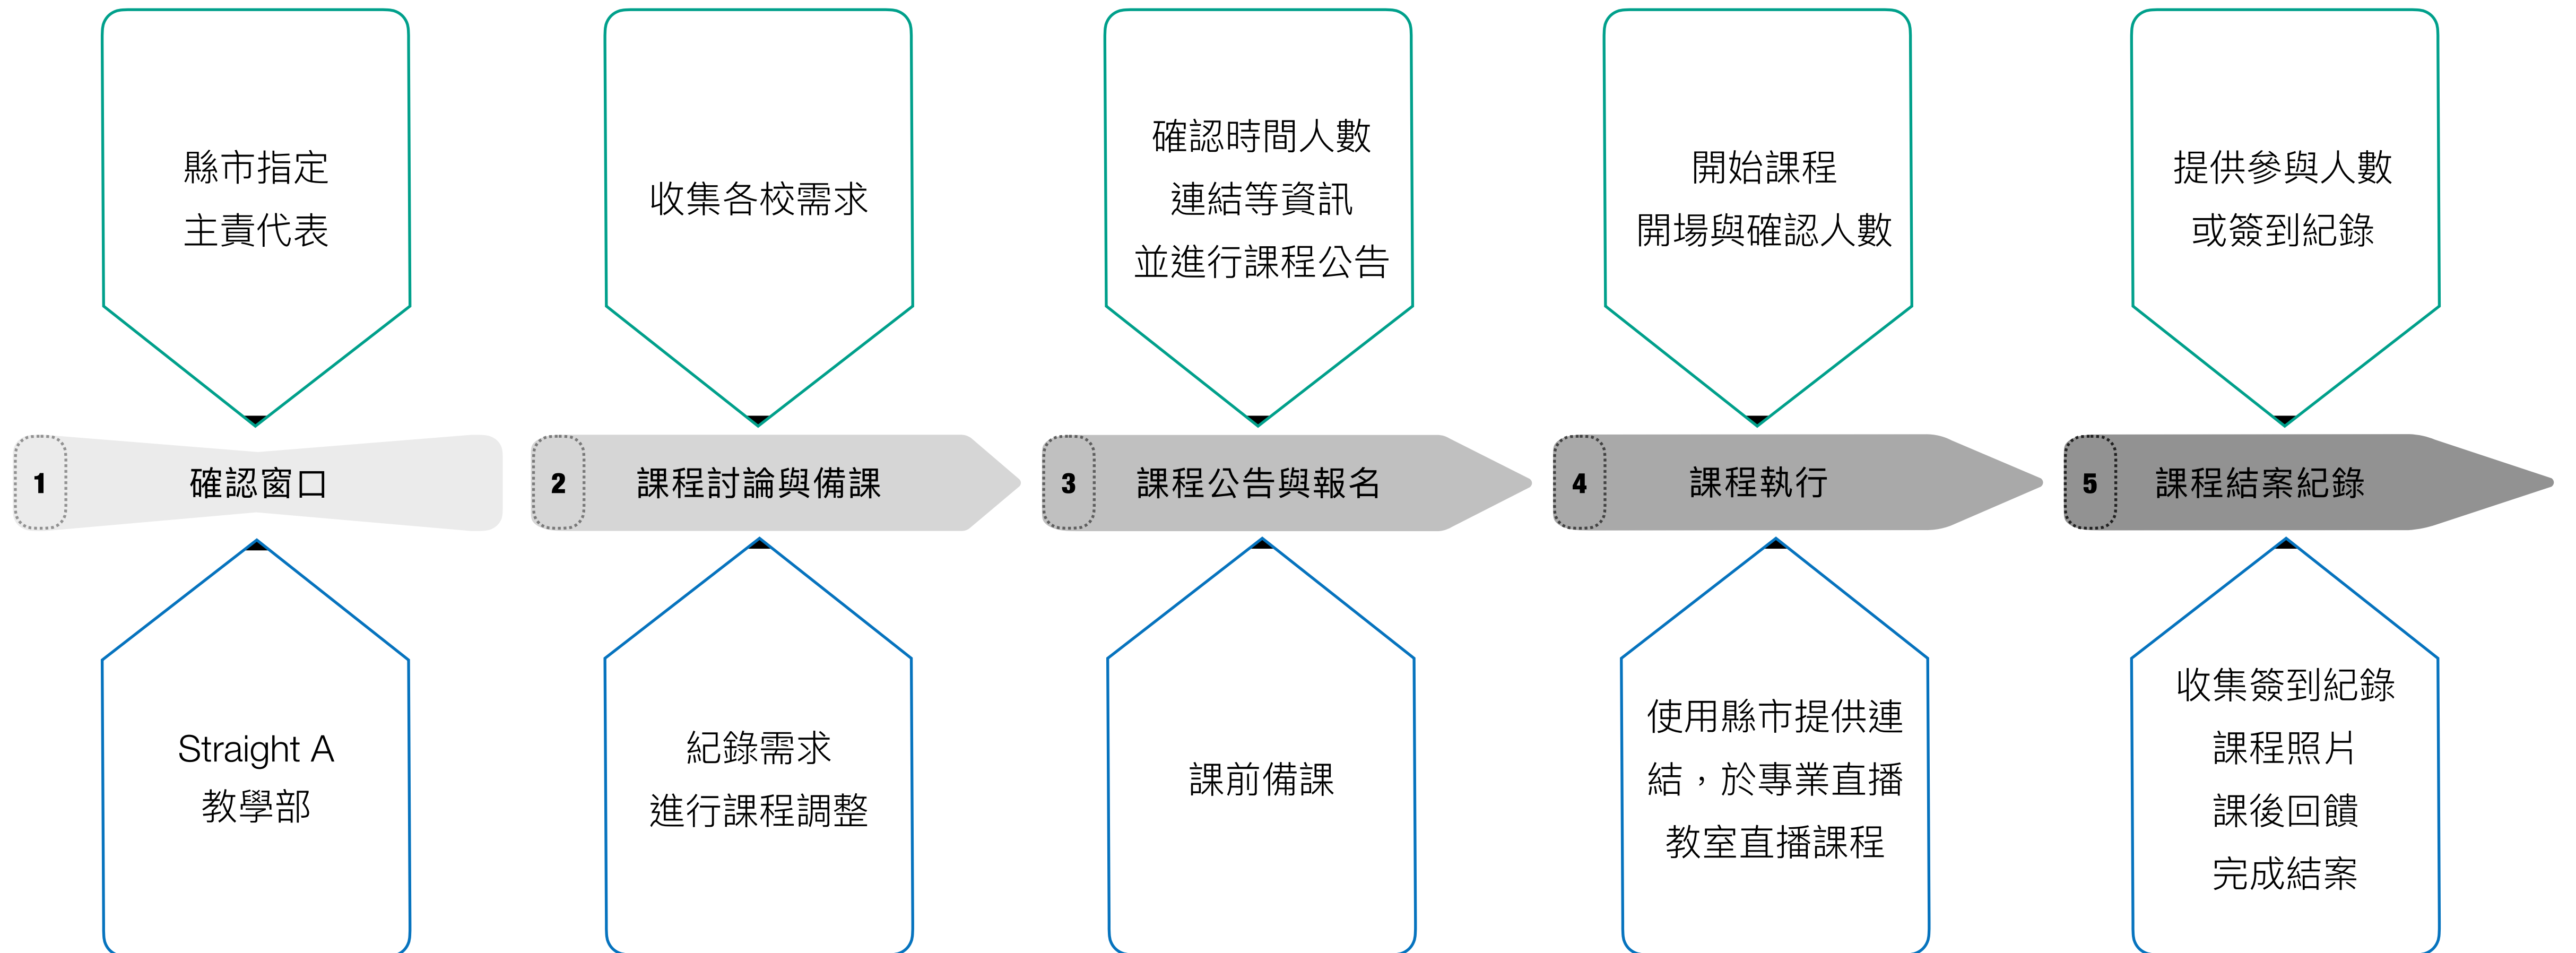 縣市指定
主責代表
收集各校需求
確認時間人數
連結等資訊
並進行課程公告
開始課程
開場與確認人數
提供參與人數
或簽到紀錄
1
確認窗口
2
課程討論與備課
3
課程公告與報名
4
課程執行
5
課程結案紀錄
Straight A
教學部
紀錄需求
進行課程調整
課前備課
使用縣市提供連
結，於專業直播
教室直播課程
收集簽到紀錄
課程照片
課後回饋
完成結案